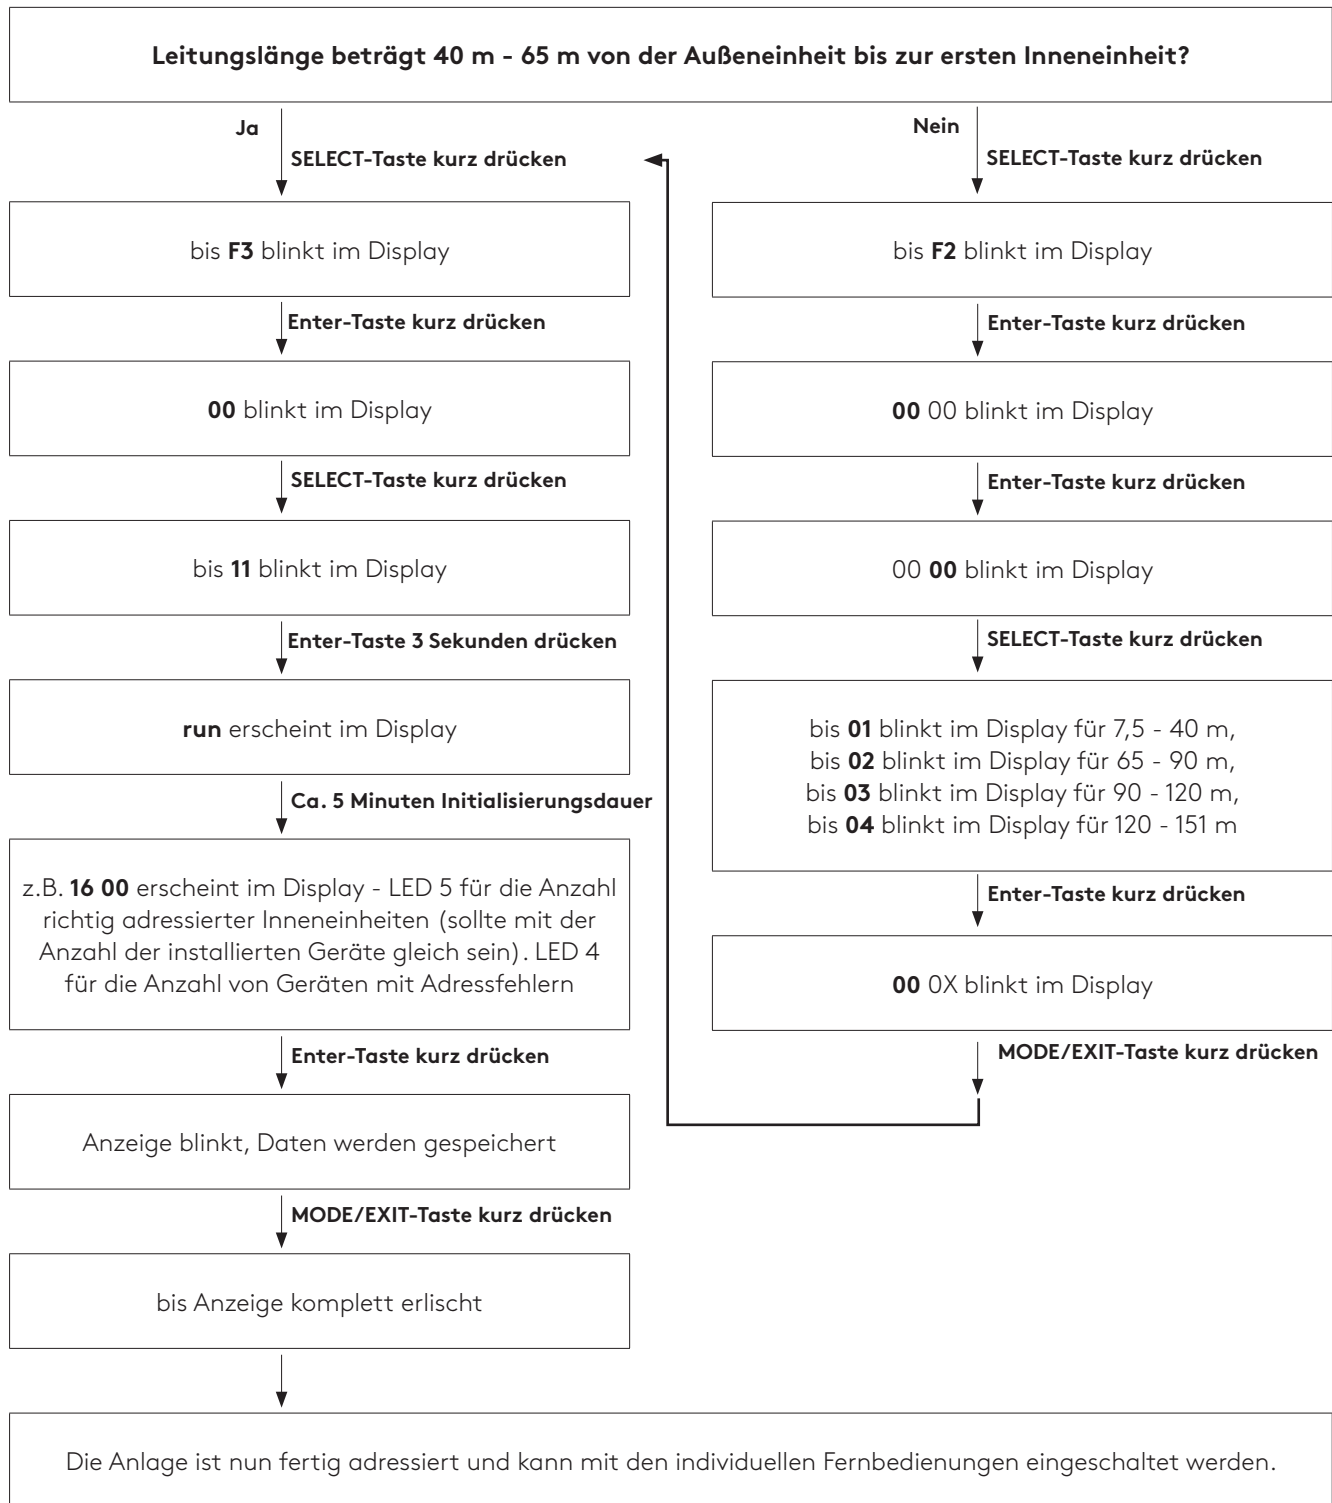 Leitungslänge beträgt 40 m - 65 m von der Außeneinheit bis zur ersten Inneneinheit?
Ja
SELECT-Taste kurz drücken
bis F3 blinkt im Display
Enter-Taste kurz drücken
00 blinkt im Display
SELECT-Taste kurz drücken
bis 11 blinkt im Display
Enter-Taste 3 Sekunden drücken
run erscheint im Display
Ca. 5 Minuten Initialisierungsdauer
z.B. 16 00 erscheint im Display - LED 5 für die Anzahl
richtig adressierter Inneneinheiten (sollte mit der
Anzahl der installierten Geräte gleich sein). LED 4
für die Anzahl von Geräten mit Adressfehlern
Enter-Taste kurz drücken
Anzeige blinkt, Daten werden gespeichert
MODE/EXIT-Taste kurz drücken
bis Anzeige komplett erlischt
Nein
SELECT-Taste kurz drücken
bis F2 blinkt im Display
Enter-Taste kurz drücken
00 00 blinkt im Display
Enter-Taste kurz drücken
00 00 blinkt im Display
SELECT-Taste kurz drücken
bis 01 blinkt im Display für 7,5 - 40 m,
bis 02 blinkt im Display für 65 - 90 m,
bis 03 blinkt im Display für 90 - 120 m,
bis 04 blinkt im Display für 120 - 151 m
Enter-Taste kurz drücken
00 0X blinkt im Display
MODE/EXIT-Taste kurz drücken
Die Anlage ist nun fertig adressiert und kann mit den individuellen Fernbedienungen eingeschaltet werden.